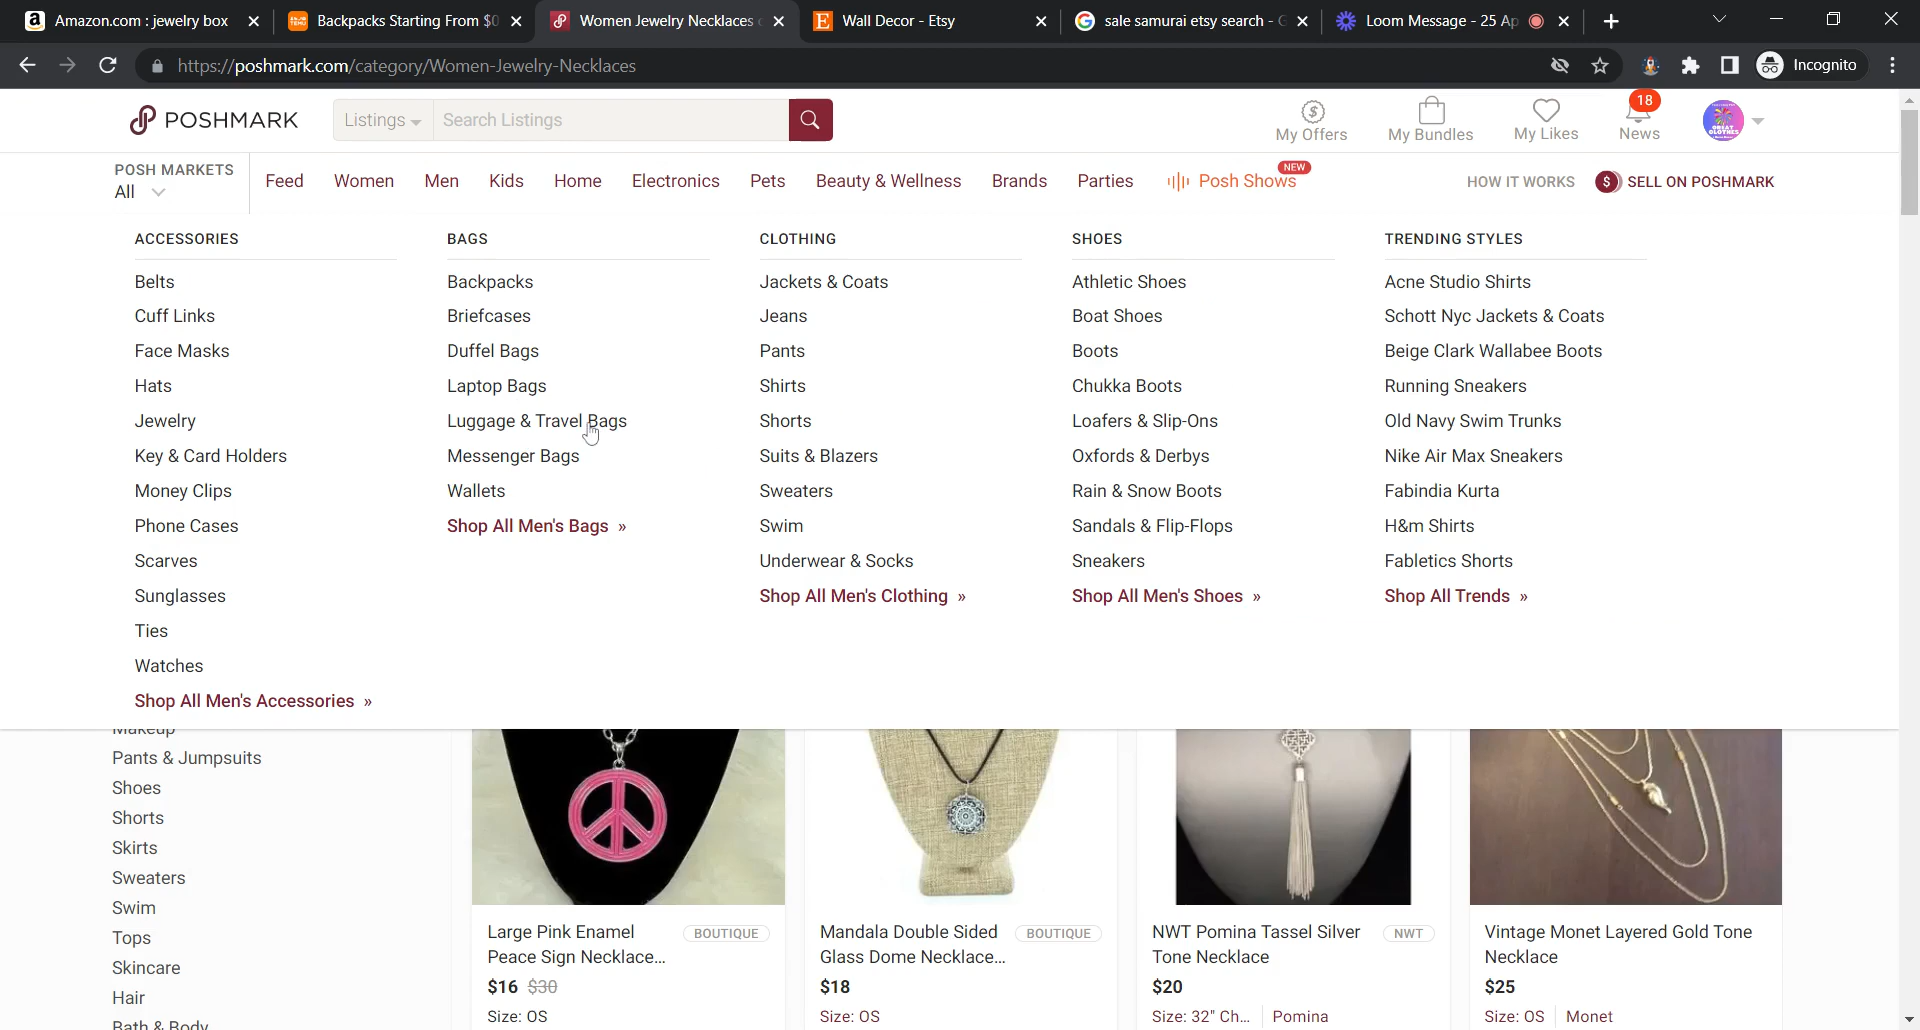 Amazon.com : jewelry box
Backpacks Starting From $0
Women Jewelry Necklaces
Wall Decor - Etsy
sale samurai etsy search - G
Loom Message - 25 Ap
https://poshmark.com/category/Women-Jewelry-Necklaces
Incognito
POSHMARK
Listings
Search Listings
My Offers
My Bundles
My Likes
18
News
POSH MARKETS
All
Feed
Women
Men
Kids
Home
Electronics
Pets
Beauty & Wellness
Brands
Parties
Posh Shows
NEW
HOW IT WORKS
SELL ON POSHMARK
ACCESSORIES
Belts
Cuff Links
Face Masks
Hats
Jewelry
Key & Card Holders
Money Clips
Phone Cases
Scarves
Sunglasses
Ties
Watches
Shop All Men's Accessories »
BAGS
Backpacks
Briefcases
Duffel Bags
Laptop Bags
Luggage & Travel Bags
Messenger Bags
Wallets
Shop All Men's Bags »
CLOTHING
Jackets & Coats
Jeans
Pants
Shirts
Shorts
Suits & Blazers
Sweaters
Swim
Underwear & Socks
Shop All Men's Clothing »
SHOES
Athletic Shoes
Boat Shoes
Boots
Chukka Boots
Loafers & Slip-Ons
Oxfords & Derbys
Rain & Snow Boots
Sandals & Flip-Flops
Sneakers
Shop All Men's Shoes »
TRENDING STYLES
Acne Studio Shirts
Schott Nyc Jackets & Coats
Beige Clark Wallabee Boots
Running Sneakers
Old Navy Swim Trunks
Nike Air Max Sneakers
Fabindia Kurta
H&m Shirts
Fabletics Shorts
Shop All Trends »
Makeup
Pants & Jumpsuits
Shoes
Shorts
Skirts
Sweaters
Swim
Tops
Skincare
Hair
Bath & Body
Large Pink Enamel
Peace Sign Necklace...
BOUTIQUE
$16 $30
Size: OS
Mandala Double Sided
Glass Dome Necklace...
BOUTIQUE
$18
Size: OS
NWT Pomina Tassel Silver
Tone Necklace
NWT
$20
Size: 32" Ch...
Pomina
Vintage Monet Layered Gold Tone
Necklace
$25
Size: OS
Monet